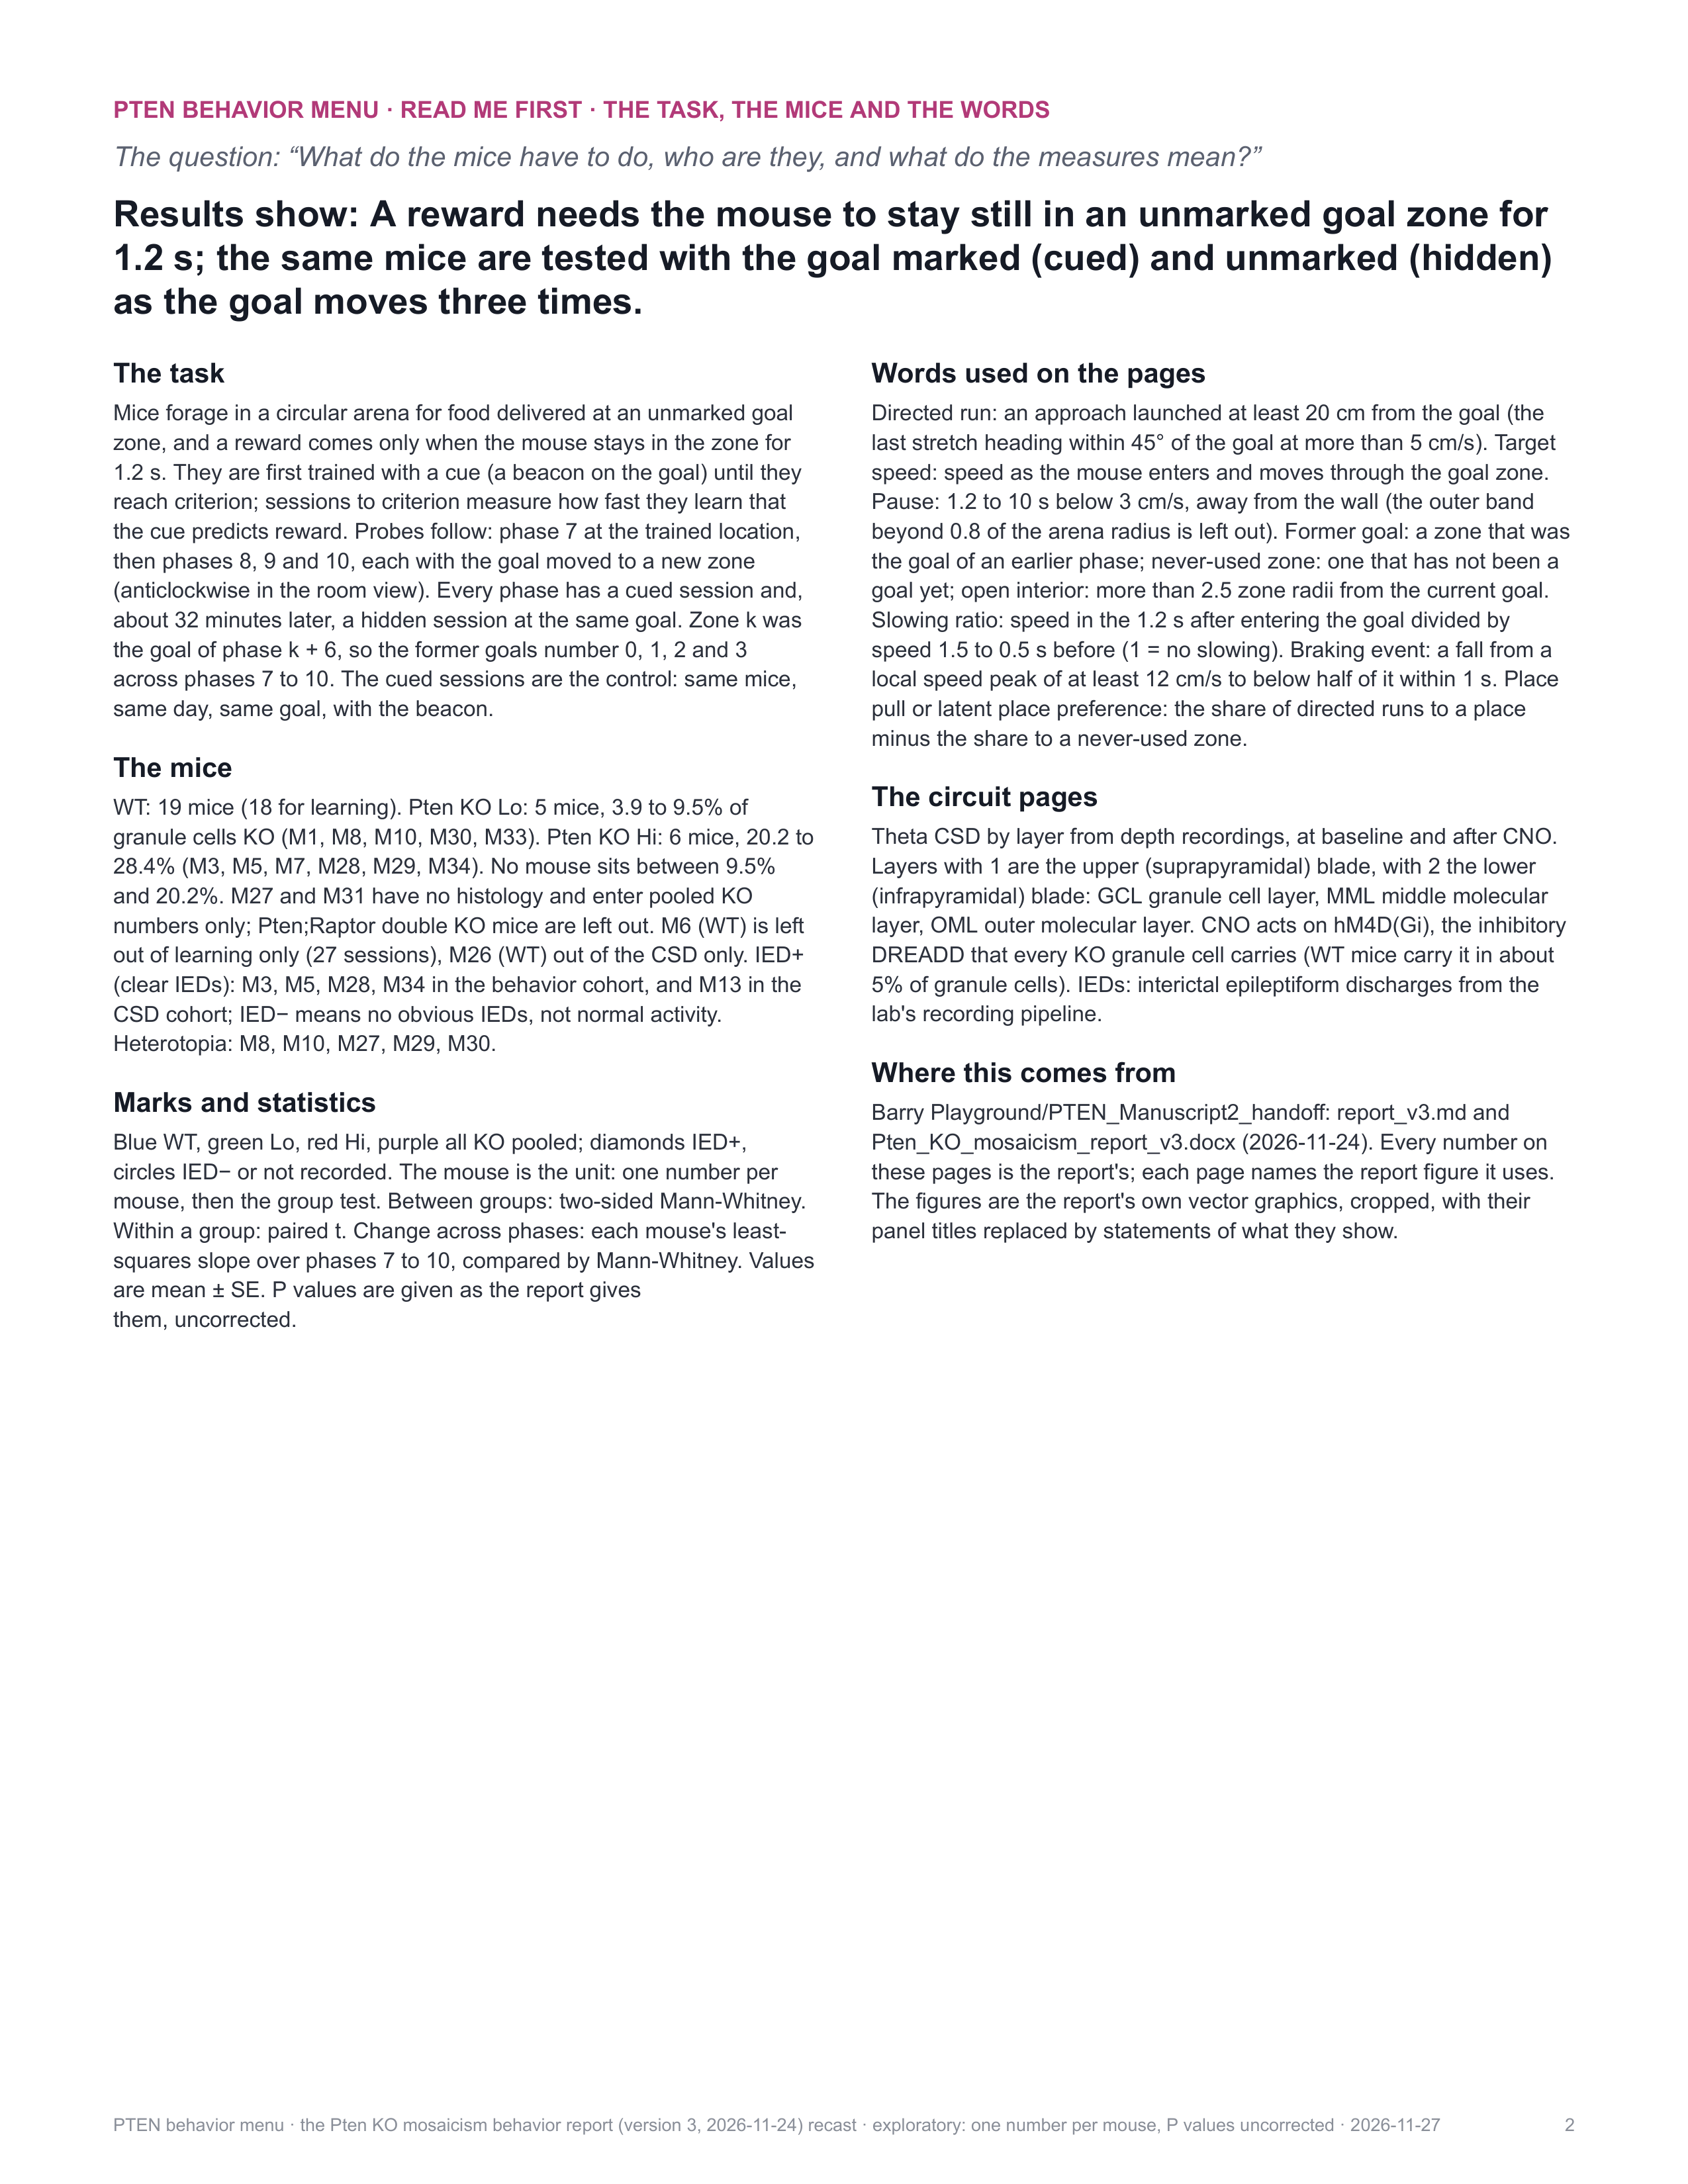 PTEN BEHAVIOR MENU · READ ME FIRST · THE TASK, THE MICE AND THE WORDS
The question: “What do the mice have to do, who are they, and what do the measures mean?”
Results show: A reward needs the mouse to stay still in an unmarked goal zone for
1.2 s; the same mice are tested with the goal marked (cued) and unmarked (hidden)
as the goal moves three times.
The task
Mice forage in a circular arena for food delivered at an unmarked goal
zone, and a reward comes only when the mouse stays in the zone for
1.2 s. They are first trained with a cue (a beacon on the goal) until they
reach criterion; sessions to criterion measure how fast they learn that
the cue predicts reward. Probes follow: phase 7 at the trained location,
then phases 8, 9 and 10, each with the goal moved to a new zone
(anticlockwise in the room view). Every phase has a cued session and,
about 32 minutes later, a hidden session at the same goal. Zone k was
the goal of phase k + 6, so the former goals number 0, 1, 2 and 3
across phases 7 to 10. The cued sessions are the control: same mice,
same day, same goal, with the beacon.
The mice
WT: 19 mice (18 for learning). Pten KO Lo: 5 mice, 3.9 to 9.5% of
granule cells KO (M1, M8, M10, M30, M33). Pten KO Hi: 6 mice, 20.2 to
28.4% (M3, M5, M7, M28, M29, M34). No mouse sits between 9.5%
and 20.2%. M27 and M31 have no histology and enter pooled KO
numbers only; Pten;Raptor double KO mice are left out. M6 (WT) is left
out of learning only (27 sessions), M26 (WT) out of the CSD only. IED+
(clear IEDs): M3, M5, M28, M34 in the behavior cohort, and M13 in the
CSD cohort; IED− means no obvious IEDs, not normal activity.
Heterotopia: M8, M10, M27, M29, M30.
Marks and statistics
Blue WT, green Lo, red Hi, purple all KO pooled; diamonds IED+,
circles IED− or not recorded. The mouse is the unit: one number per
mouse, then the group test. Between groups: two-sided Mann-Whitney.
Within a group: paired t. Change across phases: each mouse's least-
squares slope over phases 7 to 10, compared by Mann-Whitney. Values
are mean ± SE. P values are given as the report gives
them, uncorrected.
Words used on the pages
Directed run: an approach launched at least 20 cm from the goal (the
last stretch heading within 45° of the goal at more than 5 cm/s). Target
speed: speed as the mouse enters and moves through the goal zone.
Pause: 1.2 to 10 s below 3 cm/s, away from the wall (the outer band
beyond 0.8 of the arena radius is left out). Former goal: a zone that was
the goal of an earlier phase; never-used zone: one that has not been a
goal yet; open interior: more than 2.5 zone radii from the current goal.
Slowing ratio: speed in the 1.2 s after entering the goal divided by
speed 1.5 to 0.5 s before (1 = no slowing). Braking event: a fall from a
local speed peak of at least 12 cm/s to below half of it within 1 s. Place
pull or latent place preference: the share of directed runs to a place
minus the share to a never-used zone.
The circuit pages
Theta CSD by layer from depth recordings, at baseline and after CNO.
Layers with 1 are the upper (suprapyramidal) blade, with 2 the lower
(infrapyramidal) blade: GCL granule cell layer, MML middle molecular
layer, OML outer molecular layer. CNO acts on hM4D(Gi), the inhibitory
DREADD that every KO granule cell carries (WT mice carry it in about
5% of granule cells). IEDs: interictal epileptiform discharges from the
lab's recording pipeline.
Where this comes from
Barry Playground/PTEN_Manuscript2_handoff: report_v3.md and
Pten_KO_mosaicism_report_v3.docx (2026-11-24). Every number on
these pages is the report's; each page names the report figure it uses.
The figures are the report's own vector graphics, cropped, with their
panel titles replaced by statements of what they show.
PTEN behavior menu · the Pten KO mosaicism behavior report (version 3, 2026-11-24) recast · exploratory: one number per mouse, P values uncorrected · 2026-11-27 2